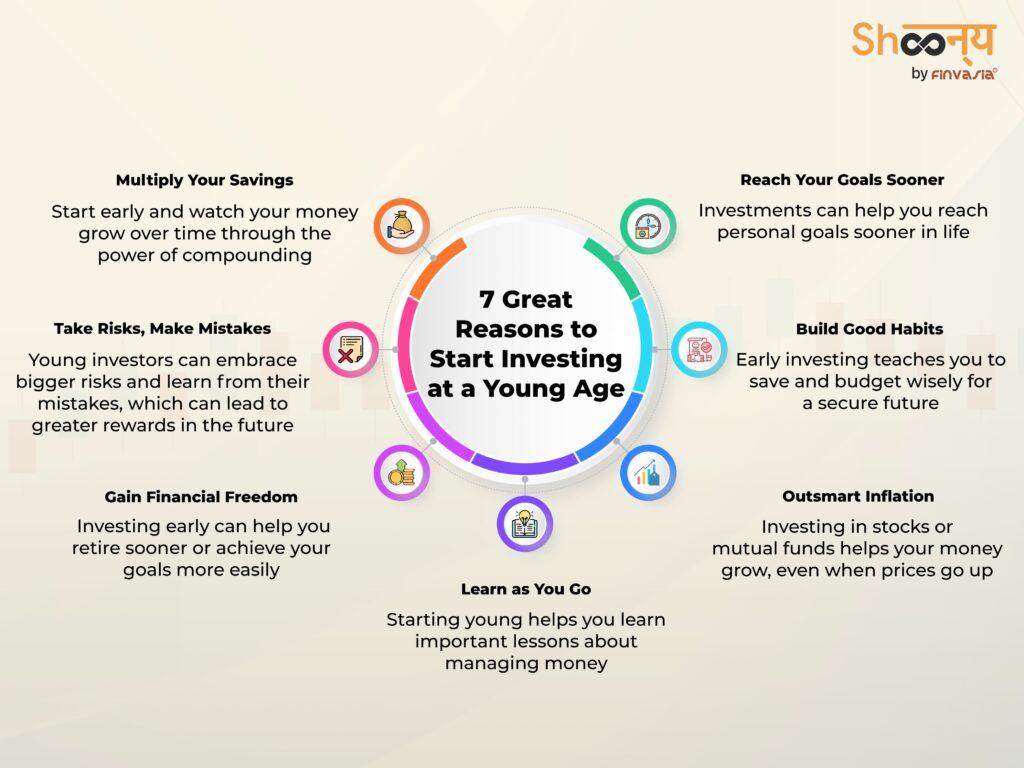 Shन्य
by FINVASIA®
7 Great
Reasons to
Start Investing
at a Young Age
Multiply Your Savings
Start early and watch your money
grow over time through the
power of compounding
Take Risks, Make Mistakes
Young investors can embrace
bigger risks and learn from their
mistakes, which can lead to
greater rewards in the future
Gain Financial Freedom
Investing early can help you
retire sooner or achieve your
goals more easily
Learn as You Go
Starting young helps you learn
important lessons about
managing money
Reach Your Goals Sooner
Investments can help you reach
personal goals sooner in life
Build Good Habits
Early investing teaches you to
save and budget wisely for
a secure future
Outsmart Inflation
Investing in stocks or
mutual funds helps your money
grow, even when prices go up